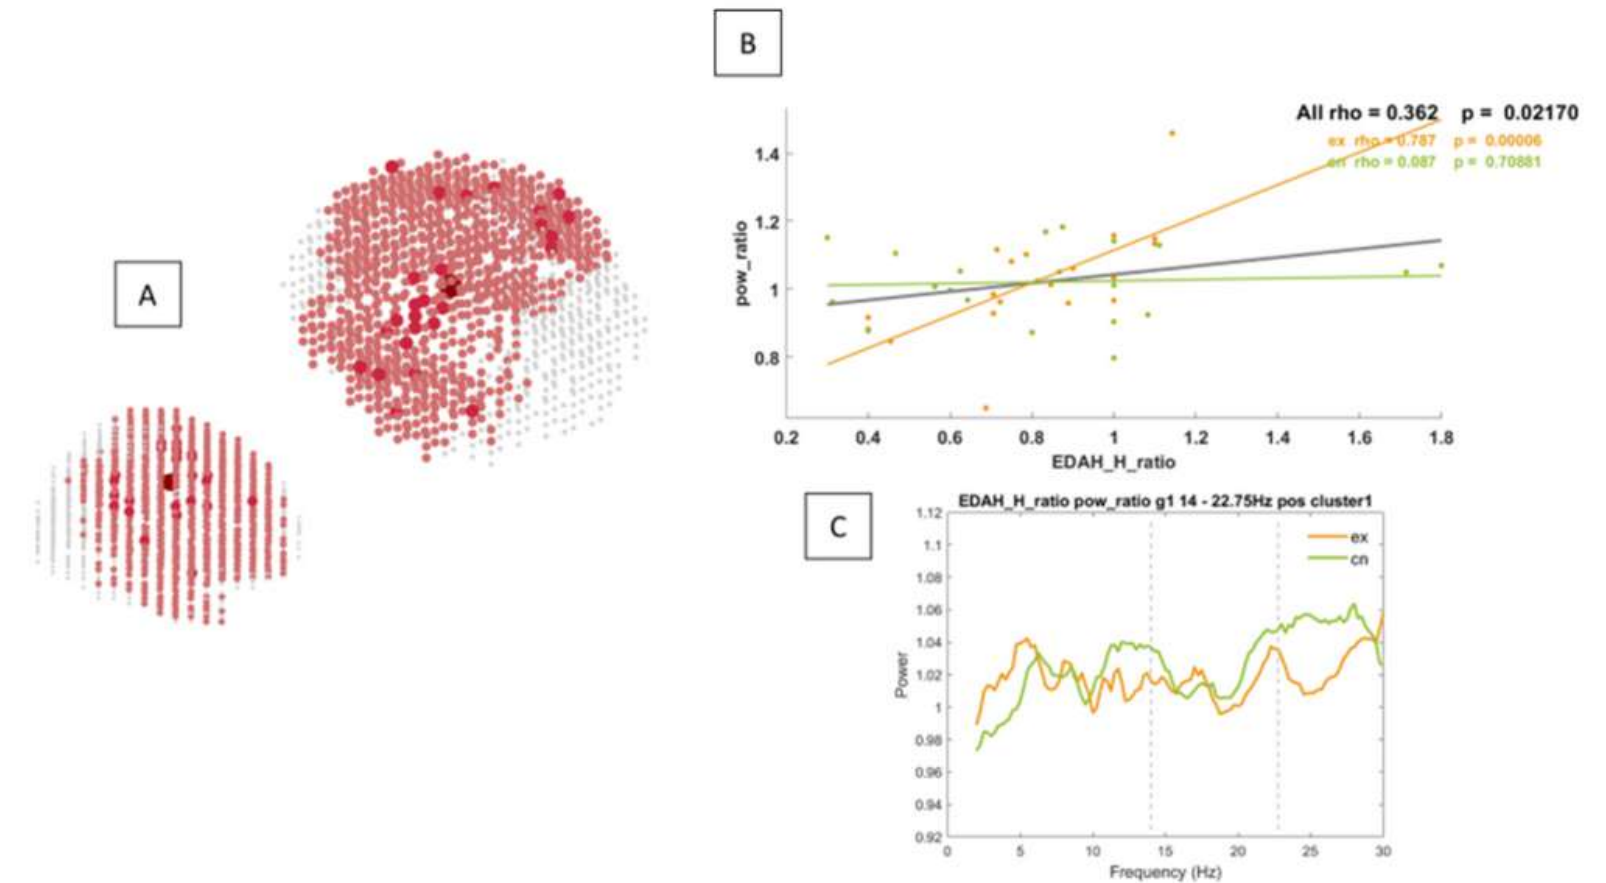 A
B
All rho = 0.362 p = 0.02170
ex rho = 0.787 p = 0.00006
cn rho = 0.087 p = 0.70881
pow_ratio
1.4
1.2
1
0.8
0.2 0.4 0.6 0.8 1 1.2 1.4 1.6 1.8
EDAH_H_ratio
C
EDAH_H_ratio pow_ratio g1 14 - 22.75Hz pos cluster1
ex
cn
Power
1.12
1.1
1.08
1.06
1.04
1.02
1
0.98
0.96
0.94
0.92
0 5 10 15 20 25 30
Frequency (Hz)